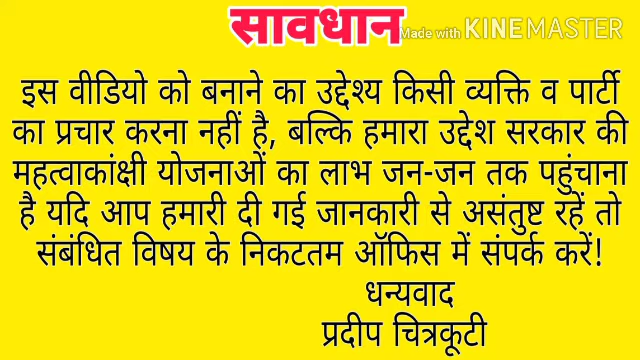 सावधान
Made with KINEMASTER
इस वीडियो को बनाने का उद्देश्य किसी व्यक्ति व पार्टी
का प्रचार करना नहीं है, बल्कि हमारा उद्देश सरकार की
महत्वाकांक्षी योजनाओं का लाभ जन-जन तक पहुंचाना
है यदि आप हमारी दी गई जानकारी से असंतुष्ट रहें तो
संबंधित विषय के निकटतम ऑफिस में संपर्क करें!
धन्यवाद
प्रदीप चित्रकूटी